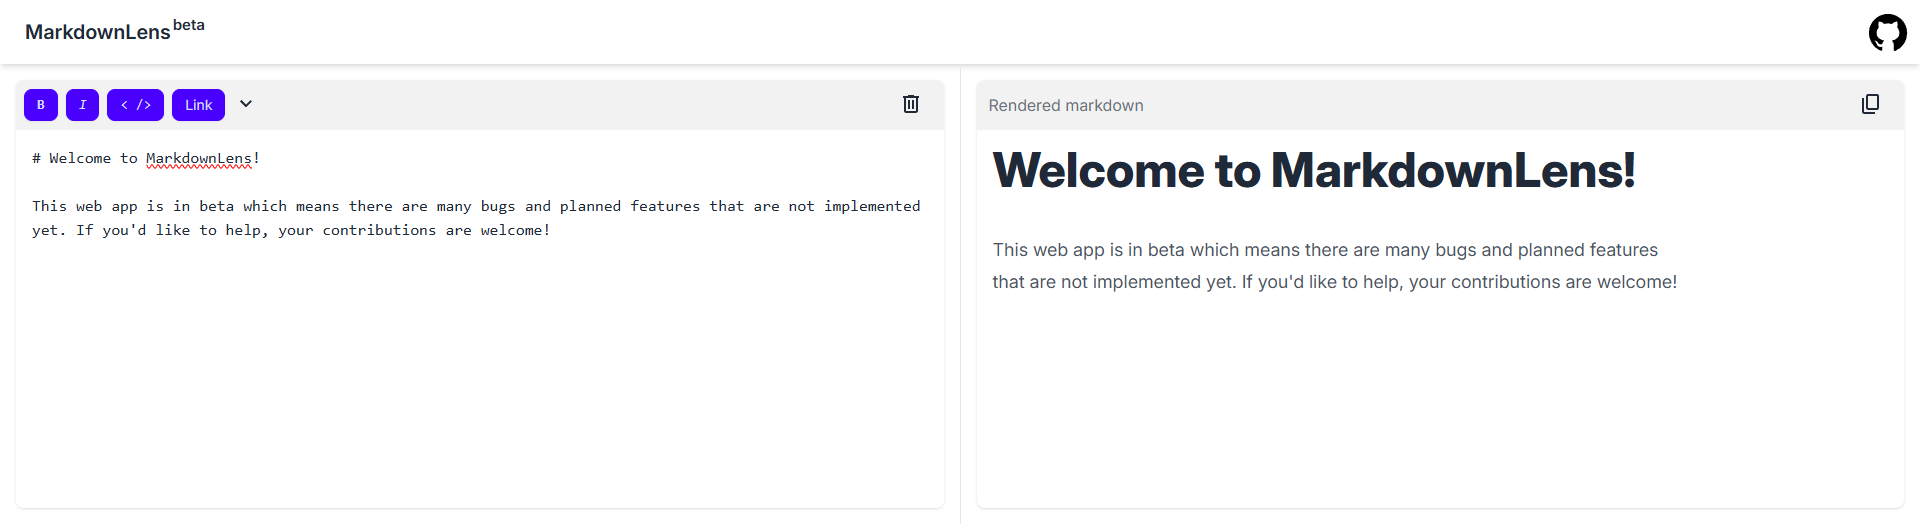 MarkdownLens beta
B I < /> Link
# Welcome to MarkdownLens!
This web app is in beta which means there are many bugs and planned features that are not implemented
yet. If you'd like to help, your contributions are welcome!
Rendered markdown
Welcome to MarkdownLens!
This web app is in beta which means there are many bugs and planned features
that are not implemented yet. If you'd like to help, your contributions are welcome!